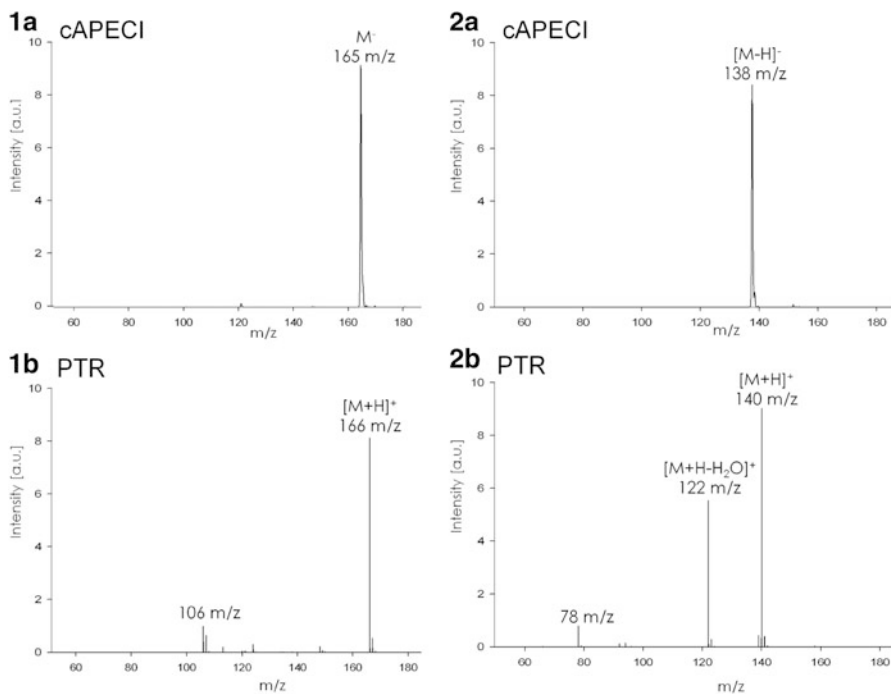 1a cAPECI
M-
165 m/z
Intensity [a.u.]
10
8
6
4
2
0
60 80 100 120 140 160 180
m/z
2a cAPECI
[M-H]-
138 m/z
Intensity [a.u.]
10
8
6
4
2
0
60 80 100 120 140 160 180
m/z
1b PTR
[M+H]+
166 m/z
106 m/z
Intensity [a.u.]
10
8
6
4
2
0
60 80 100 120 140 160 180
m/z
2b PTR
[M+H]+
140 m/z
[M+H-H₂O]+
122 m/z
78 m/z
Intensity [a.u.]
10
8
6
4
2
0
60 80 100 120 140 160 180
m/z